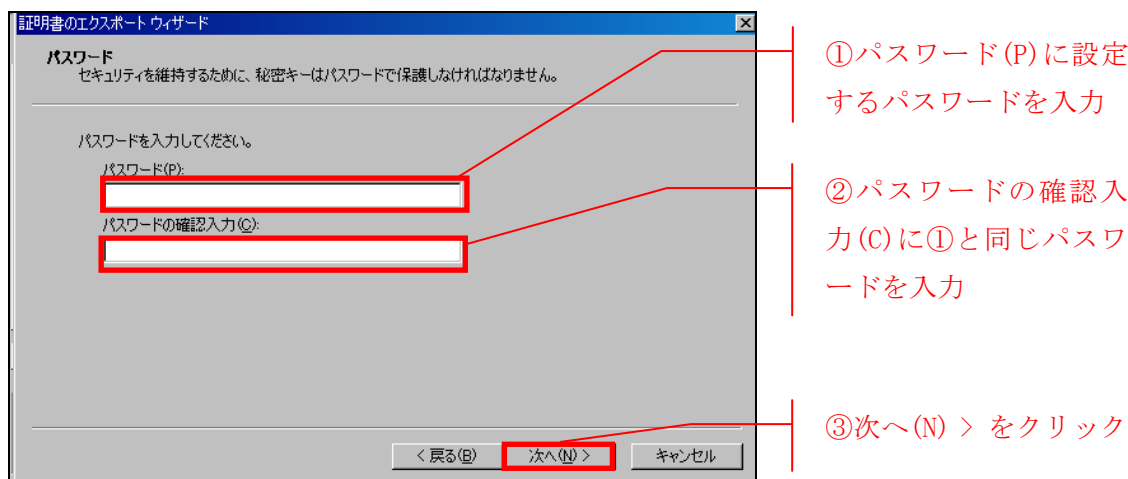 証明書のエクスポート ウィザード
パスワード
セキュリティを維持するために、秘密キーはパスワードで保護しなければなりません。
パスワードを入力してください。
パスワード(P):
パスワードの確認入力(C):
< 戻る(B)
次へ(N) >
キャンセル
①パスワード(P)に設定
するパスワードを入力
②パスワードの確認入
力(C)に①と同じパスワ
ードを入力
③次へ(N) > をクリック